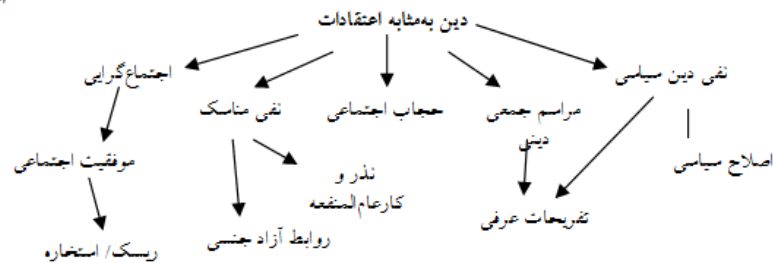 دین به‌مثابه اعتقادات
نفی دین سیاسی
مراسم جمعی
دینی
حجاب اجتماعی
نفی مناسک
اجتماع‌گرایی
اصلاح سیاسی
تفریحات عرفی
نذر و
کارعام‌المنفعه
روابط آزاد جنسی
موفقیت اجتماعی
ریسک/ استخاره